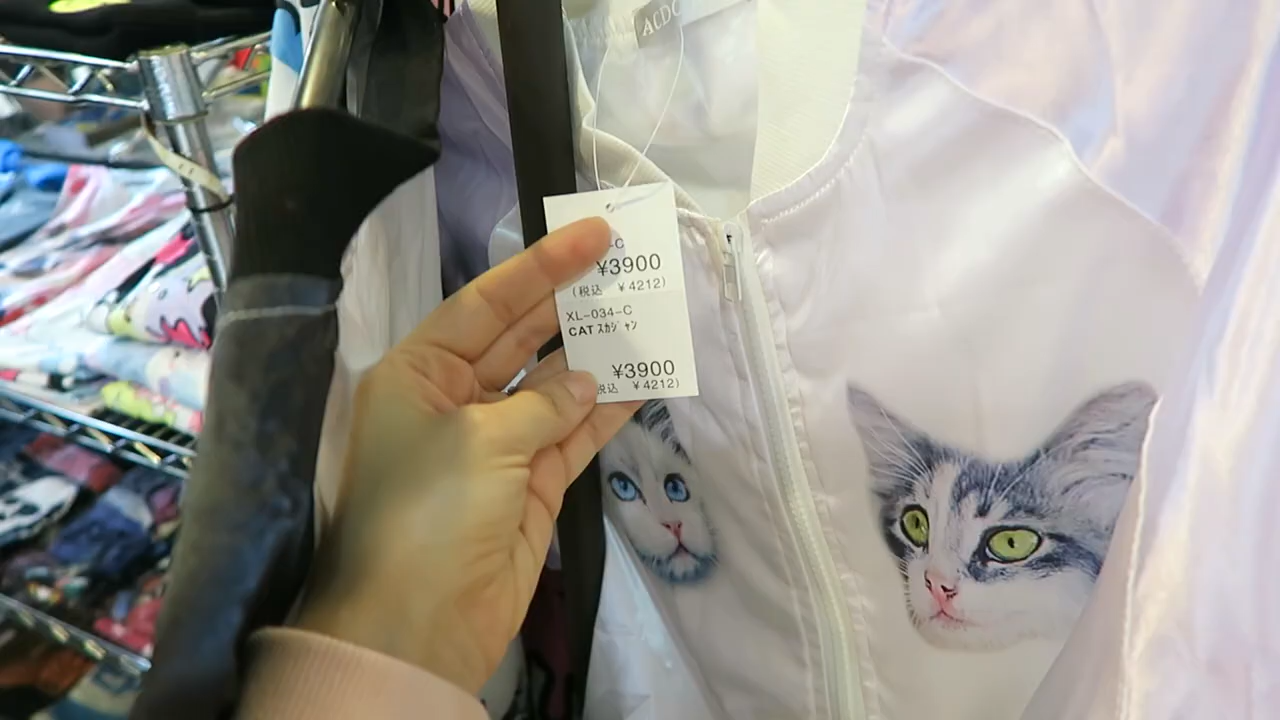 ACDC
-C
¥3900
(税込 ¥4212)
XL-034-C
CAT スカジャン
¥3900
税込 ¥4212)